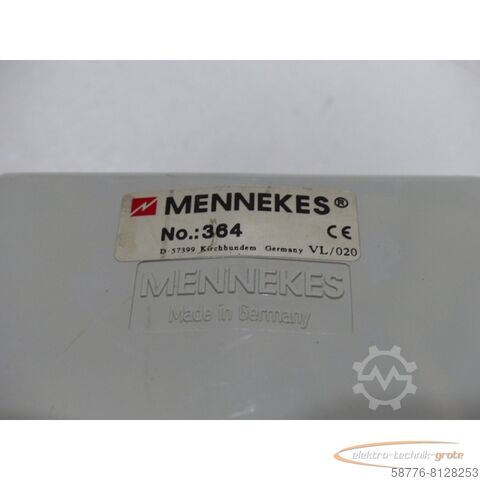 MENNEKES®
No.:364 CE
D-57399 Kirchhundem Germany VL/020
MENNEKES
Made in Germany
elektro-technik-grote
58776-8128253